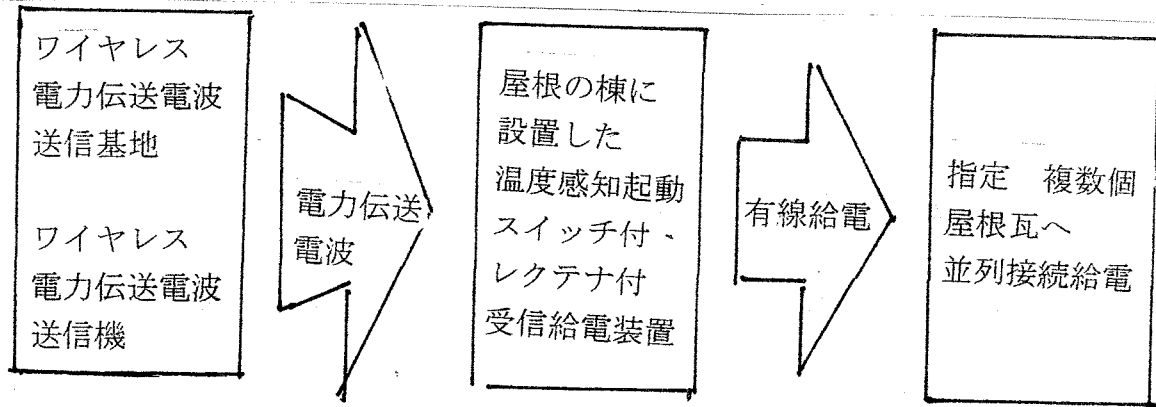 ワイヤレス
電力伝送電波
送信基地
ワイヤレス
電力伝送電波
送信機
電力伝送
電波
屋根の棟に
設置した
温度感知起動
スイッチ付・
レクテナ付
受信給電装置
有線給電
指定　複数個
屋根瓦へ
並列接続給電